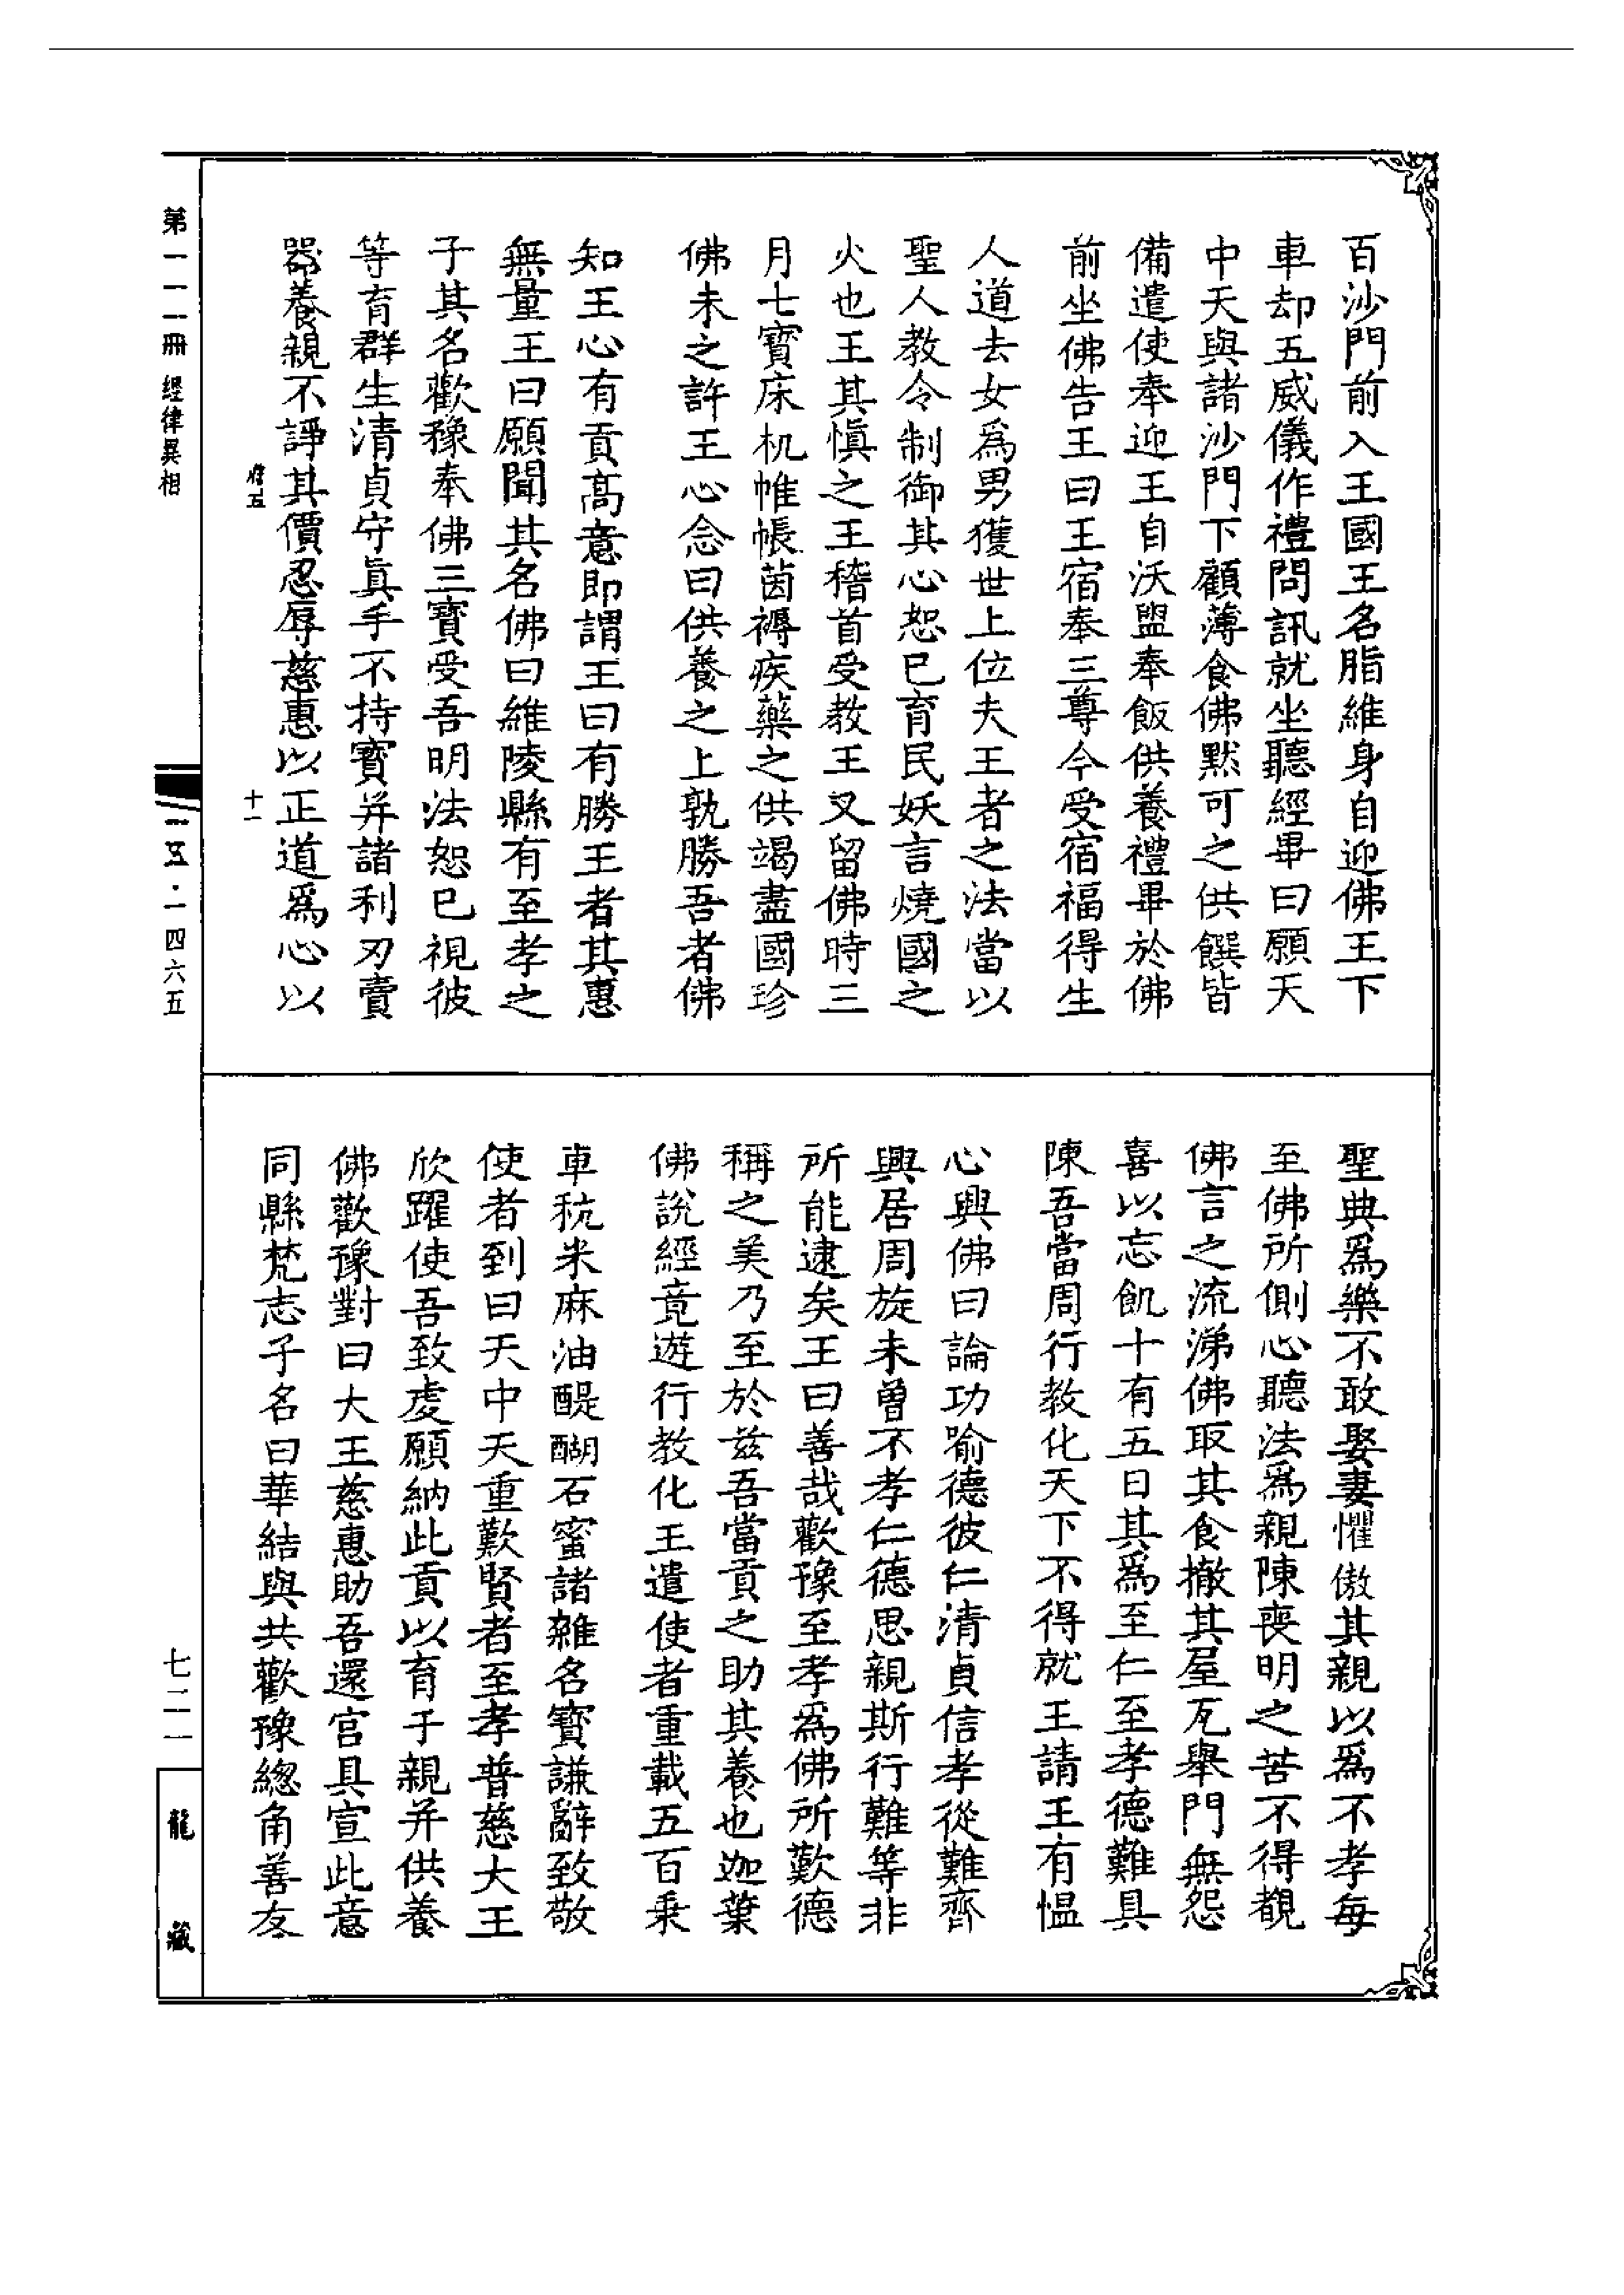 百沙門前入王國王名脂維身自迎佛王下
車却五威儀作禮問訊就坐聽經畢曰願天
中天與諸沙門下顧薄食佛默可之供饌皆
備遣使奉迎王自沃盥奉飯供養禮畢於佛
前坐佛告王曰王宿奉三尊今受宿福得生
人道去女為男獲世上位夫王者之法當以
聖人教令制御其心恕已育民妖言燒國之
火也王其慎之王稽首受教王又留佛時三
月七寶床机帷帳茵褥疾藥之供竭盡國珍
佛未之許王心念曰供養之上孰勝吾者佛
知王心有貢高意即謂王曰有勝王者其惠
無量王曰願聞其名佛曰維陵縣有至孝之
子其名歡豫奉佛三寶受吾明法恕已視彼
等育群生清貞守真手不持寶并諸利刃賣
器養親不諍其價忍辱慈惠以正道為心以
聖典為樂不敢娶妻懼傲其親以為不孝每
至佛所側心聽法為親陳喪明之苦不得覩
佛言之流涕佛取其食撤其屋瓦舉門無怨
喜以忘飢十有五日其為至仁至孝德難具
陳吾當周行教化天下不得就王請王有慍
心興佛曰論功喻德彼仁清貞信孝從難齊
興居周旋未曾不孝仁德思親斯行難等非
所能逮矣王曰善哉歡豫至孝為佛所歎德
稱之美乃至於茲吾當貢之助其養也迦葉
佛說經竟遊行教化王遣使者重載五百乘
車秔米麻油醍醐石蜜諸雜名寶謙辭致敬
使者到曰天中天重歎賢者至孝普慈大王
欣躍使吾致虔願納此貢以育于親并供養
佛歡豫對曰大王慈惠助吾還官具宣此意
同縣梵志子名曰華結與共歡豫總角善友
府五
十一
第一一一冊 經律異相
一五·一四六五
七二一
龍藏